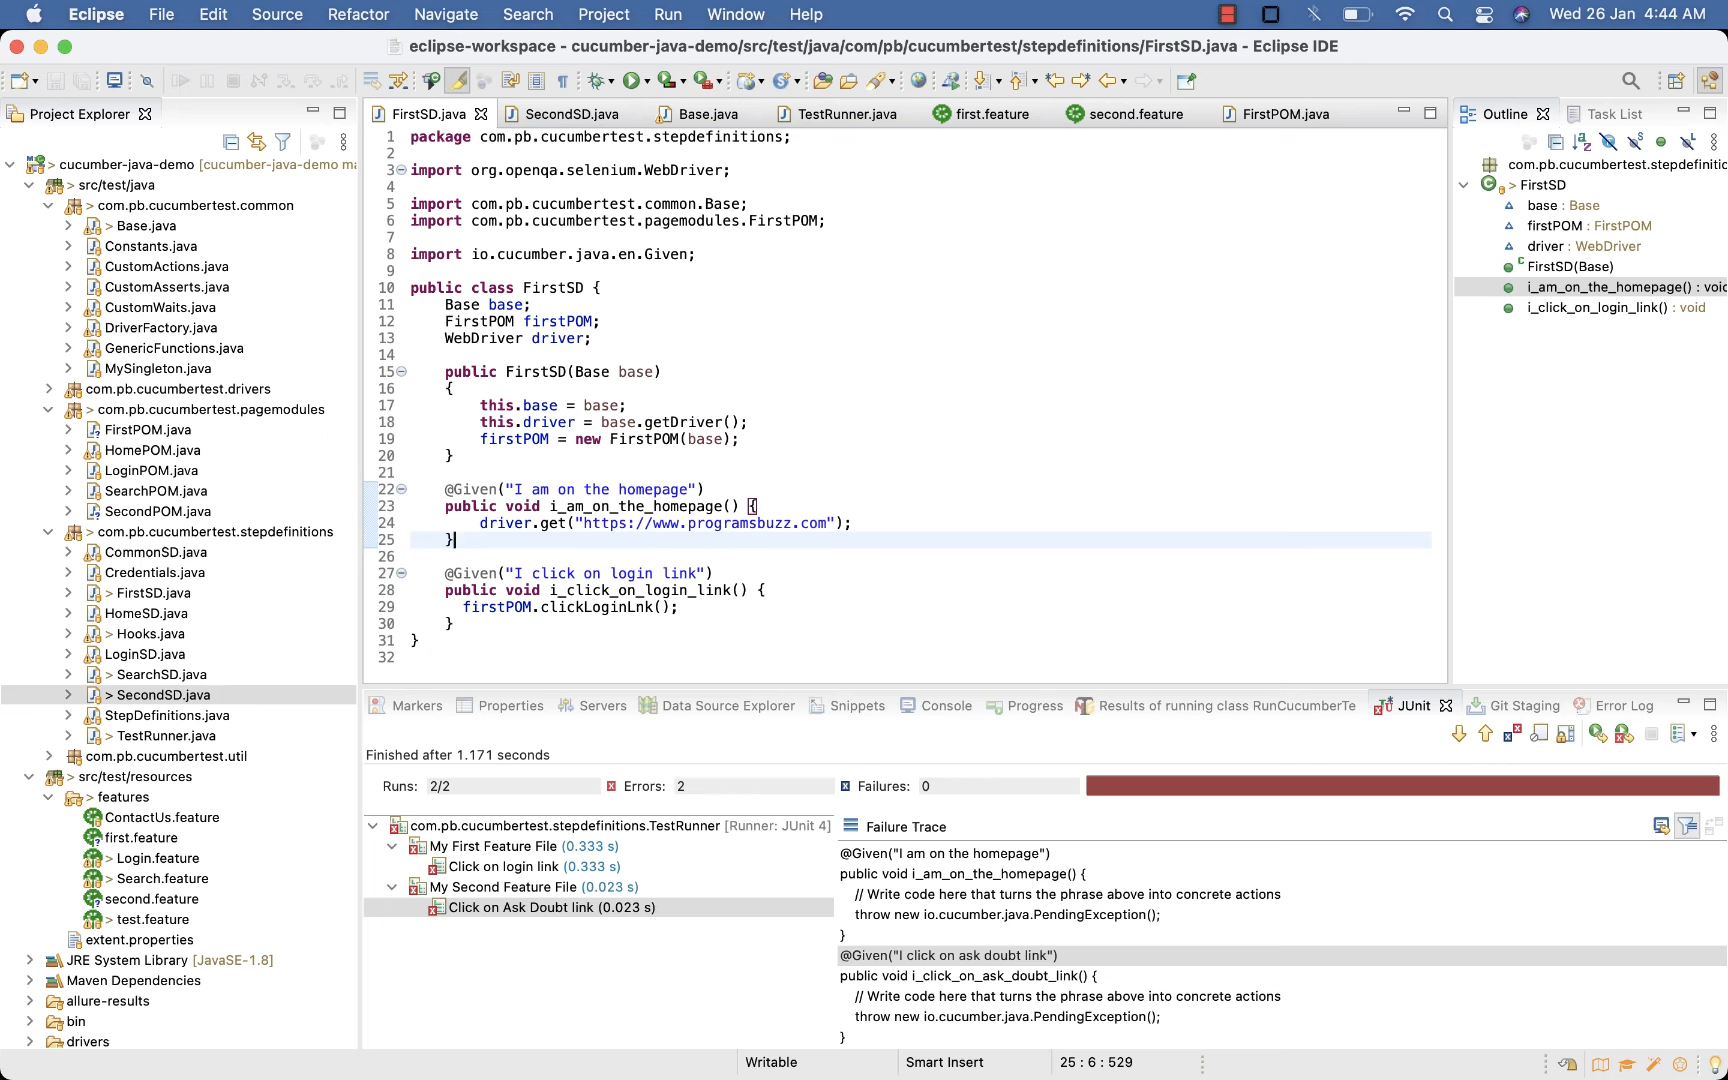 Eclipse File Edit Source Refactor Navigate Search Project Run Window Help Wed 26 Jan 4:44 AM
eclipse-workspace - cucumber-java-demo/src/test/java/com/pb/cucumbertest/stepdefinitions/FirstSD.java - Eclipse IDE
Project Explorer
> cucumber-java-demo [cucumber-java-demo ma
> src/test/java
> com.pb.cucumbertest.common
> Base.java
Constants.java
CustomActions.java
CustomAsserts.java
CustomWaits.java
DriverFactory.java
GenericFunctions.java
MySingleton.java
com.pb.cucumbertest.drivers
> com.pb.cucumbertest.pagemodules
FirstPOM.java
HomePOM.java
LoginPOM.java
SearchPOM.java
SecondPOM.java
> com.pb.cucumbertest.stepdefinitions
CommonSD.java
Credentials.java
> FirstSD.java
HomeSD.java
> Hooks.java
LoginSD.java
> SearchSD.java
> SecondSD.java
StepDefinitions.java
> TestRunner.java
com.pb.cucumbertest.util
> src/test/resources
> features
ContactUs.feature
first.feature
> Login.feature
> Search.feature
second.feature
> test.feature
extent.properties
JRE System Library [JavaSE-1.8]
Maven Dependencies
allure-results
bin
drivers
FirstSD.java SecondSD.java Base.java TestRunner.java first.feature second.feature FirstPOM.java
1 package com.pb.cucumbertest.stepdefinitions;
2
3 import org.openqa.selenium.WebDriver;
4
5 import com.pb.cucumbertest.common.Base;
6 import com.pb.cucumbertest.pagemodules.FirstPOM;
7
8 import io.cucumber.java.en.Given;
9
10 public class FirstSD {
11 Base base;
12 FirstPOM firstPOM;
13 WebDriver driver;
14
15 public FirstSD(Base base)
16 {
17 this.base = base;
18 this.driver = base.getDriver();
19 firstPOM = new FirstPOM(base);
20 }
21
22 @Given("I am on the homepage")
23 public void i_am_on_the_homepage() {
24 driver.get("https://www.programsbuzz.com");
25 }
26
27 @Given("I click on login link")
28 public void i_click_on_login_link() {
29 firstPOM.clickLoginLnk();
30 }
31 }
32
Outline Task List
com.pb.cucumbertest.stepdefinitic
> FirstSD
base : Base
firstPOM : FirstPOM
driver : WebDriver
FirstSD(Base)
i_am_on_the_homepage() : void
i_click_on_login_link() : void
Markers Properties Servers Data Source Explorer Snippets Console Progress Results of running class RunCucumberTe JUnit Git Staging Error Log
Finished after 1.171 seconds
Runs: 2/2 Errors: 2 Failures: 0
com.pb.cucumbertest.stepdefinitions.TestRunner [Runner: JUnit 4]
My First Feature File (0.333 s)
Click on login link (0.333 s)
My Second Feature File (0.023 s)
Click on Ask Doubt link (0.023 s)
Failure Trace
@Given("I am on the homepage")
public void i_am_on_the_homepage() {
// Write code here that turns the phrase above into concrete actions
throw new io.cucumber.java.PendingException();
}
@Given("I click on ask doubt link")
public void i_click_on_ask_doubt_link() {
// Write code here that turns the phrase above into concrete actions
throw new io.cucumber.java.PendingException();
}
Writable Smart Insert 25 : 6 : 529